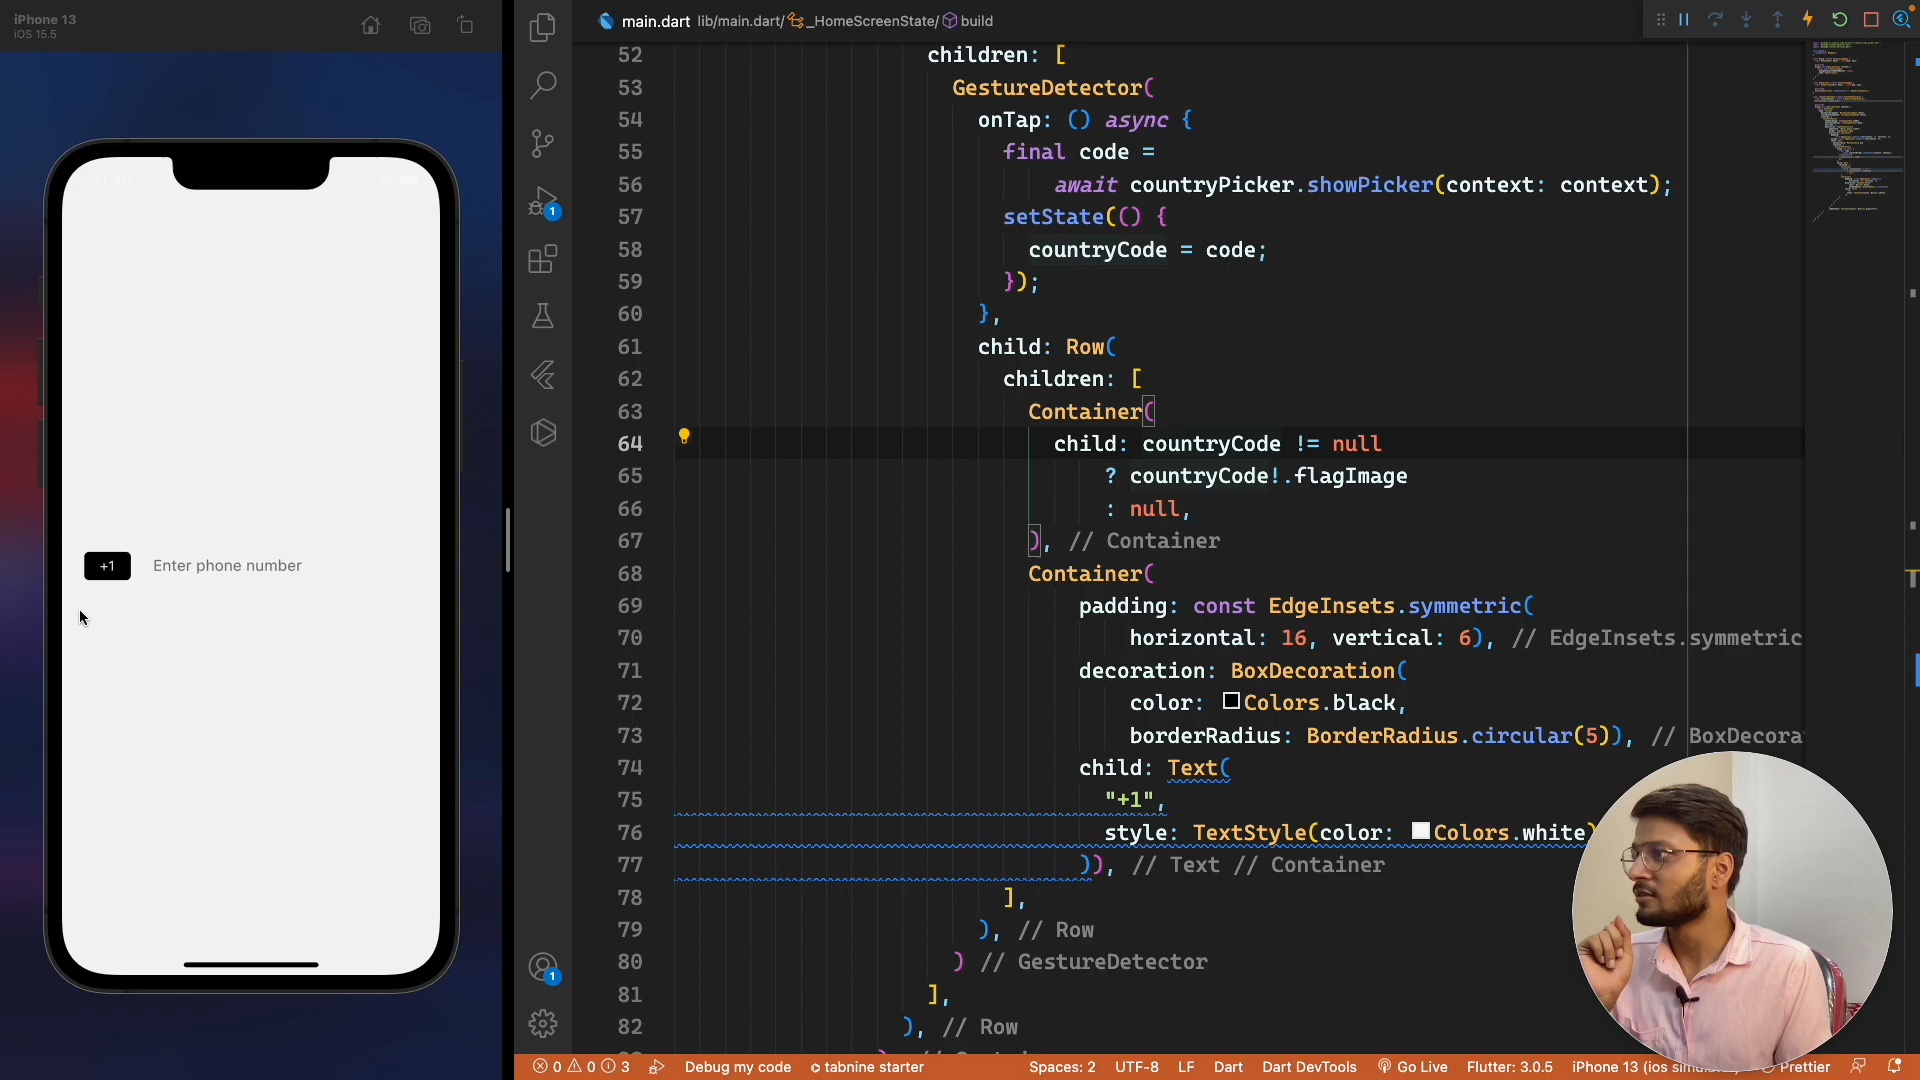 iPhone 13
iOS 15.5
main.dart lib/main.dart/ _HomeScreenState/ build
52 children: [
53 GestureDetector(
54 onTap: () async {
55 final code =
56 await countryPicker.showPicker(context: context);
57 setState(() {
58 countryCode = code;
59 });
60 },
61 child: Row(
62 children: [
63 Container(
64 child: countryCode != null
65 ? countryCode!.flagImage
66 : null,
67 ), // Container
68 Container(
69 padding: const EdgeInsets.symmetric(
70 horizontal: 16, vertical: 6), // EdgeInsets.symmetric
71 decoration: BoxDecoration(
72 color: Colors.black,
73 borderRadius: BorderRadius.circular(5)), // BoxDecora
74 child: Text(
75 "+1",
76 style: TextStyle(color: Colors.white)
77 )), // Text // Container
78 ],
79 ), // Row
80 ) // GestureDetector
81 ],
82 ), // Row
+1 Enter phone number
1
1
0 0 3 Debug my code tabnine starter Spaces: 2 UTF-8 LF Dart Dart DevTools Go Live Flutter: 3.0.5 iPhone 13 (ios Prettier